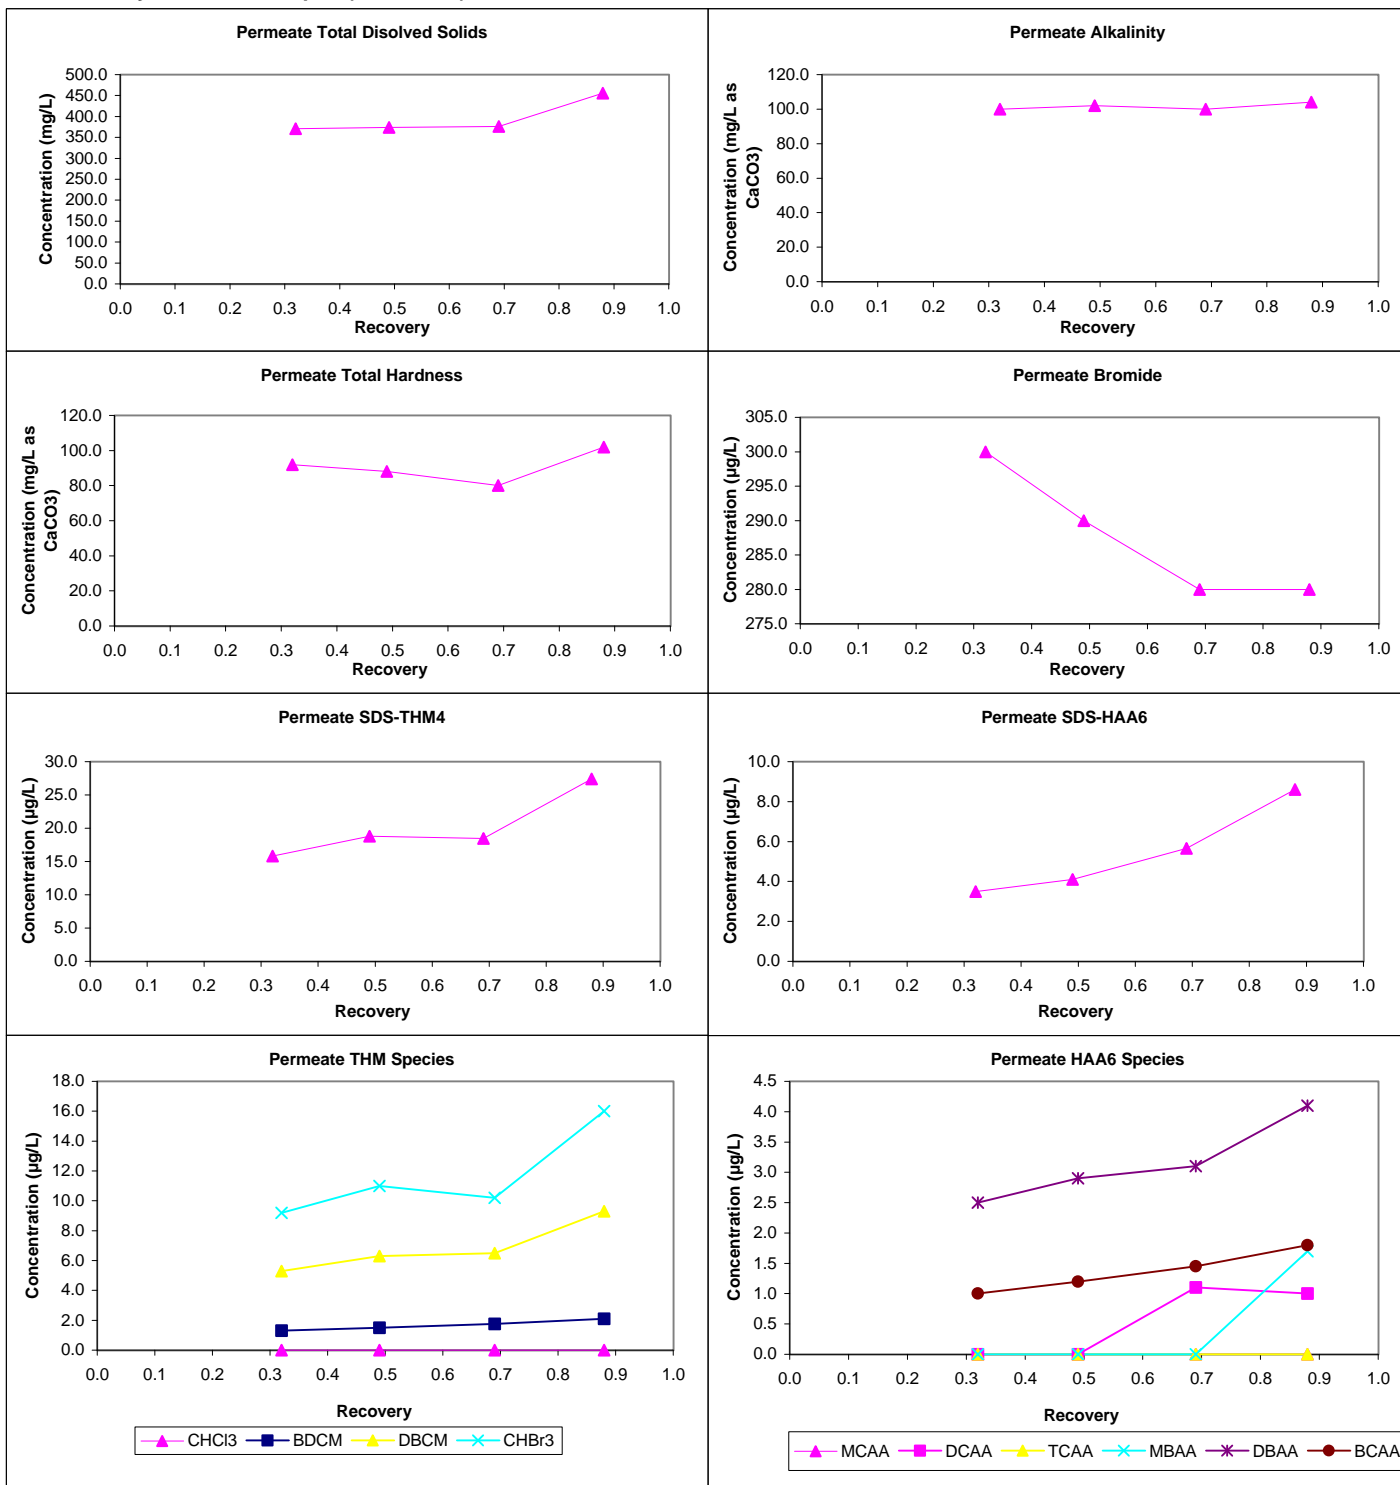 Permeate Total Disolved Solids
Concentration (mg/L)
500.0
450.0
400.0
350.0
300.0
250.0
200.0
150.0
100.0
50.0
0.0
0.0 0.1 0.2 0.3 0.4 0.5 0.6 0.7 0.8 0.9 1.0
Recovery
Permeate Alkalinity
Concentration (mg/L as
CaCO3)
120.0
100.0
80.0
60.0
40.0
20.0
0.0
0.0 0.1 0.2 0.3 0.4 0.5 0.6 0.7 0.8 0.9 1.0
Recovery
Permeate Total Hardness
Concentration (mg/L as
CaCO3)
120.0
100.0
80.0
60.0
40.0
20.0
0.0
0.0 0.1 0.2 0.3 0.4 0.5 0.6 0.7 0.8 0.9 1.0
Recovery
Permeate Bromide
Concentration (µg/L)
305.0
300.0
295.0
290.0
285.0
280.0
275.0
0.0 0.1 0.2 0.3 0.4 0.5 0.6 0.7 0.8 0.9 1.0
Recovery
Permeate SDS-THM4
Concentration (µg/L)
30.0
25.0
20.0
15.0
10.0
5.0
0.0
0.0 0.1 0.2 0.3 0.4 0.5 0.6 0.7 0.8 0.9 1.0
Recovery
Permeate SDS-HAA6
Concentration (µg/L)
10.0
8.0
6.0
4.0
2.0
0.0
0.0 0.1 0.2 0.3 0.4 0.5 0.6 0.7 0.8 0.9 1.0
Recovery
Permeate THM Species
Concentration (µg/L)
18.0
16.0
14.0
12.0
10.0
8.0
6.0
4.0
2.0
0.0
0.0 0.1 0.2 0.3 0.4 0.5 0.6 0.7 0.8 0.9 1.0
Recovery
CHCl3 BDCM DBCM CHBr3
Permeate HAA6 Species
Concentration (µg/L)
4.5
4.0
3.5
3.0
2.5
2.0
1.5
1.0
0.5
0.0
0.0 0.1 0.2 0.3 0.4 0.5 0.6 0.7 0.8 0.9 1.0
Recovery
MCAA DCAA TCAA MBAA DBAA BCAA